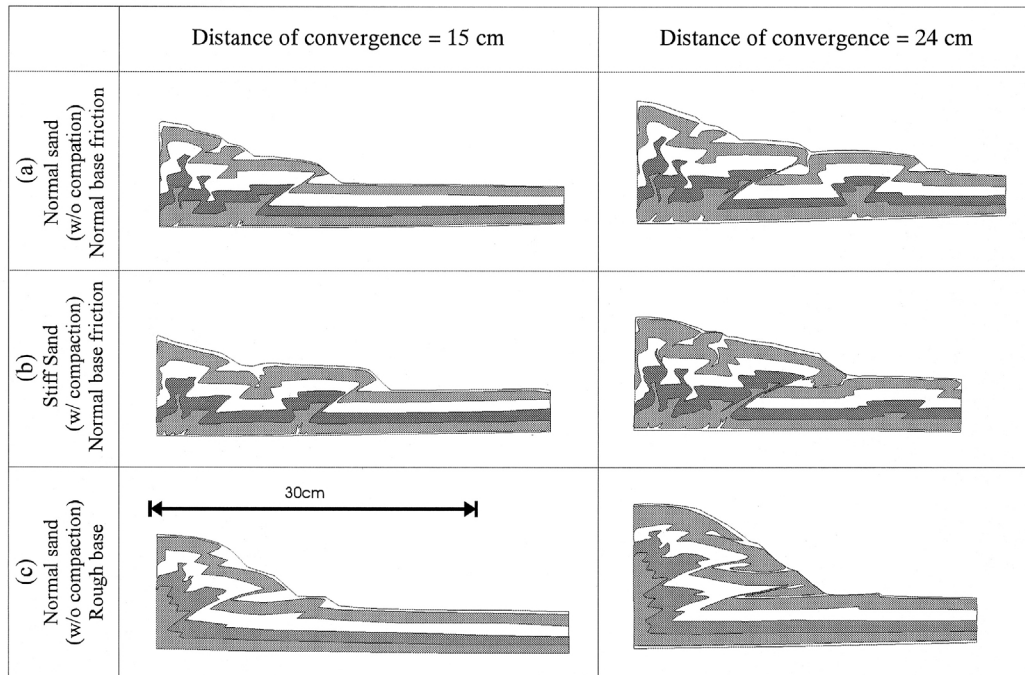 Distance of convergence = 15 cm
Distance of convergence = 24 cm
(a)
Normal sand
(w/o compation)
Normal base friction
(b)
Stiff Sand
(w/ compaction)
Normal base friction
(c)
Normal sand
(w/o compaction)
Rough base
30cm